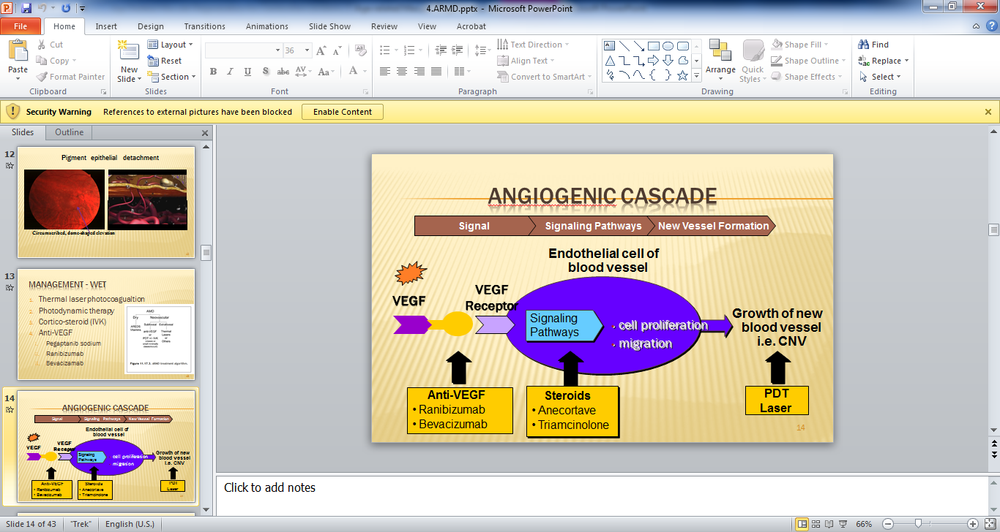 4.ARMD.pptx - Microsoft PowerPoint
File Home Insert Design Transitions Animations Slide Show Review View Acrobat
Paste
Cut
Copy
Format Painter
Clipboard
New
Slide
Layout
Reset
Section
Slides
36
B I U S abc AV Aa A
Font
Text Direction
Align Text
Convert to SmartArt
Paragraph
Arrange
Quick
Styles
Shape Fill
Shape Outline
Shape Effects
Drawing
Find
Replace
Select
Editing
Security Warning References to external pictures have been blocked Enable Content
Slides Outline
12
Pigment epithelial detachment
Circumscribed, dome-shaped elevation
13
MANAGEMENT - WET
Thermal laser photocoagualtion
Photodynamic therapy
Cortico-steroid (IVK)
Anti-VEGF
Pegaptanib sodium
Ranibizumab
Bevacizamab
AMD
Dry Neovascular
Figure 11.17.3. ARMD treatment algorithm.
14
ANGIOGENIC CASCADE
Signal Signaling Pathways New Vessel Formation
Endothelial cell of
blood vessel
VEGF
VEGF
Receptor
Signaling
Pathways
cell proliferation
migration
Growth of new
blood vessel
i.e. CNV
Anti-VEGF
• Ranibizumab
• Bevacizumab
Steroids
• Anecortave
• Triamcinolone
PDT
Laser
ANGIOGENIC CASCADE
Signal Signaling Pathways New Vessel Formation
Endothelial cell of
blood vessel
VEGF
VEGF
Receptor
Signaling
Pathways
• cell proliferation
• migration
Growth of new
blood vessel
i.e. CNV
Anti-VEGF
• Ranibizumab
• Bevacizumab
Steroids
• Anecortave
• Triamcinolone
PDT
Laser
14
Click to add notes
Slide 14 of 43 "Trek" English (U.S.) 66%